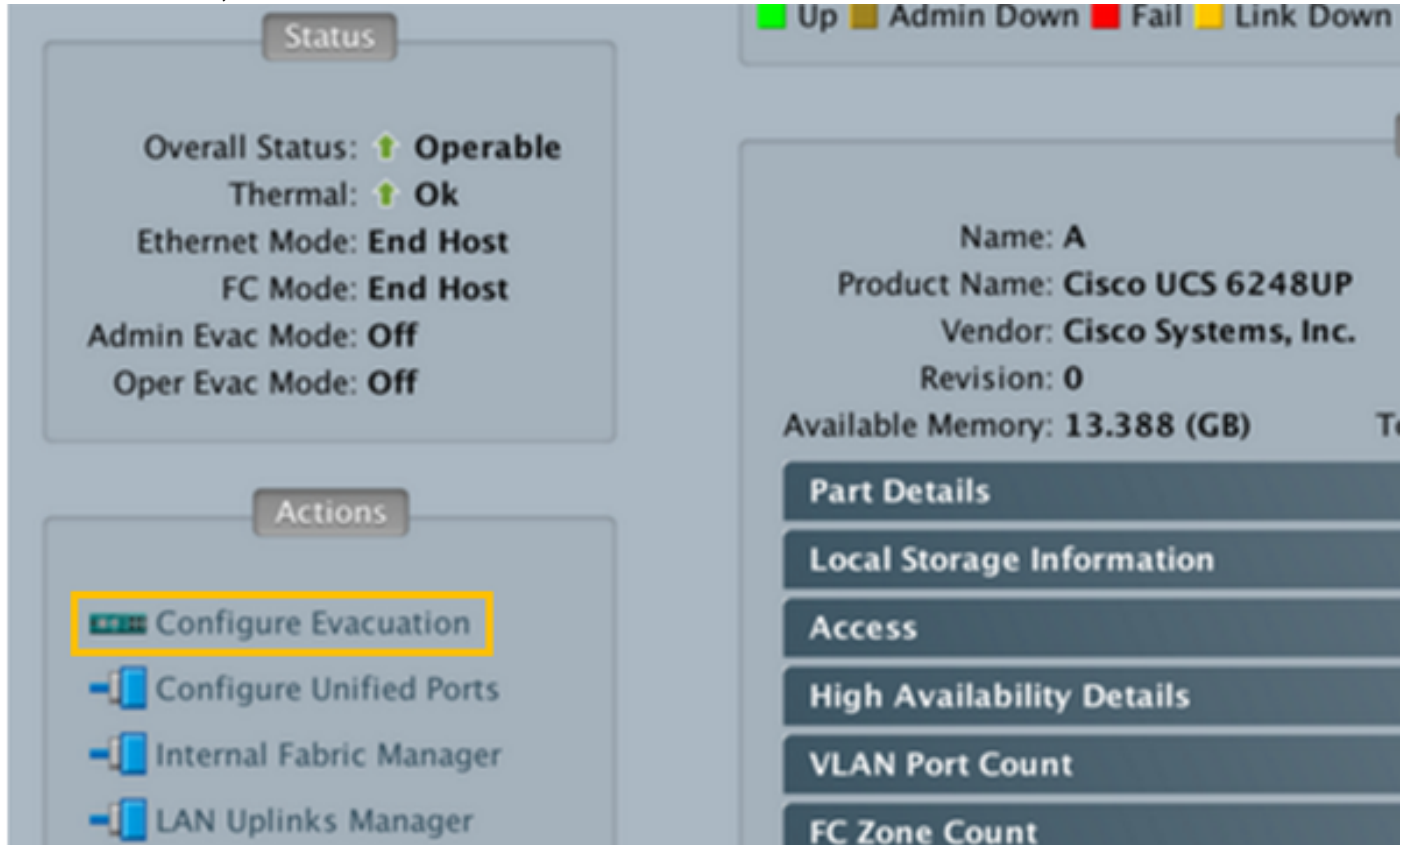 Status
Overall Status: Operable
Thermal: Ok
Ethernet Mode: End Host
FC Mode: End Host
Admin Evac Mode: Off
Oper Evac Mode: Off
Actions
Configure Evacuation
Configure Unified Ports
Internal Fabric Manager
LAN Uplinks Manager
Up Admin Down Fail Link Down
Name: A
Product Name: Cisco UCS 6248UP
Vendor: Cisco Systems, Inc.
Revision: 0
Available Memory: 13.388 (GB)
Part Details
Local Storage Information
Access
High Availability Details
VLAN Port Count
FC Zone Count